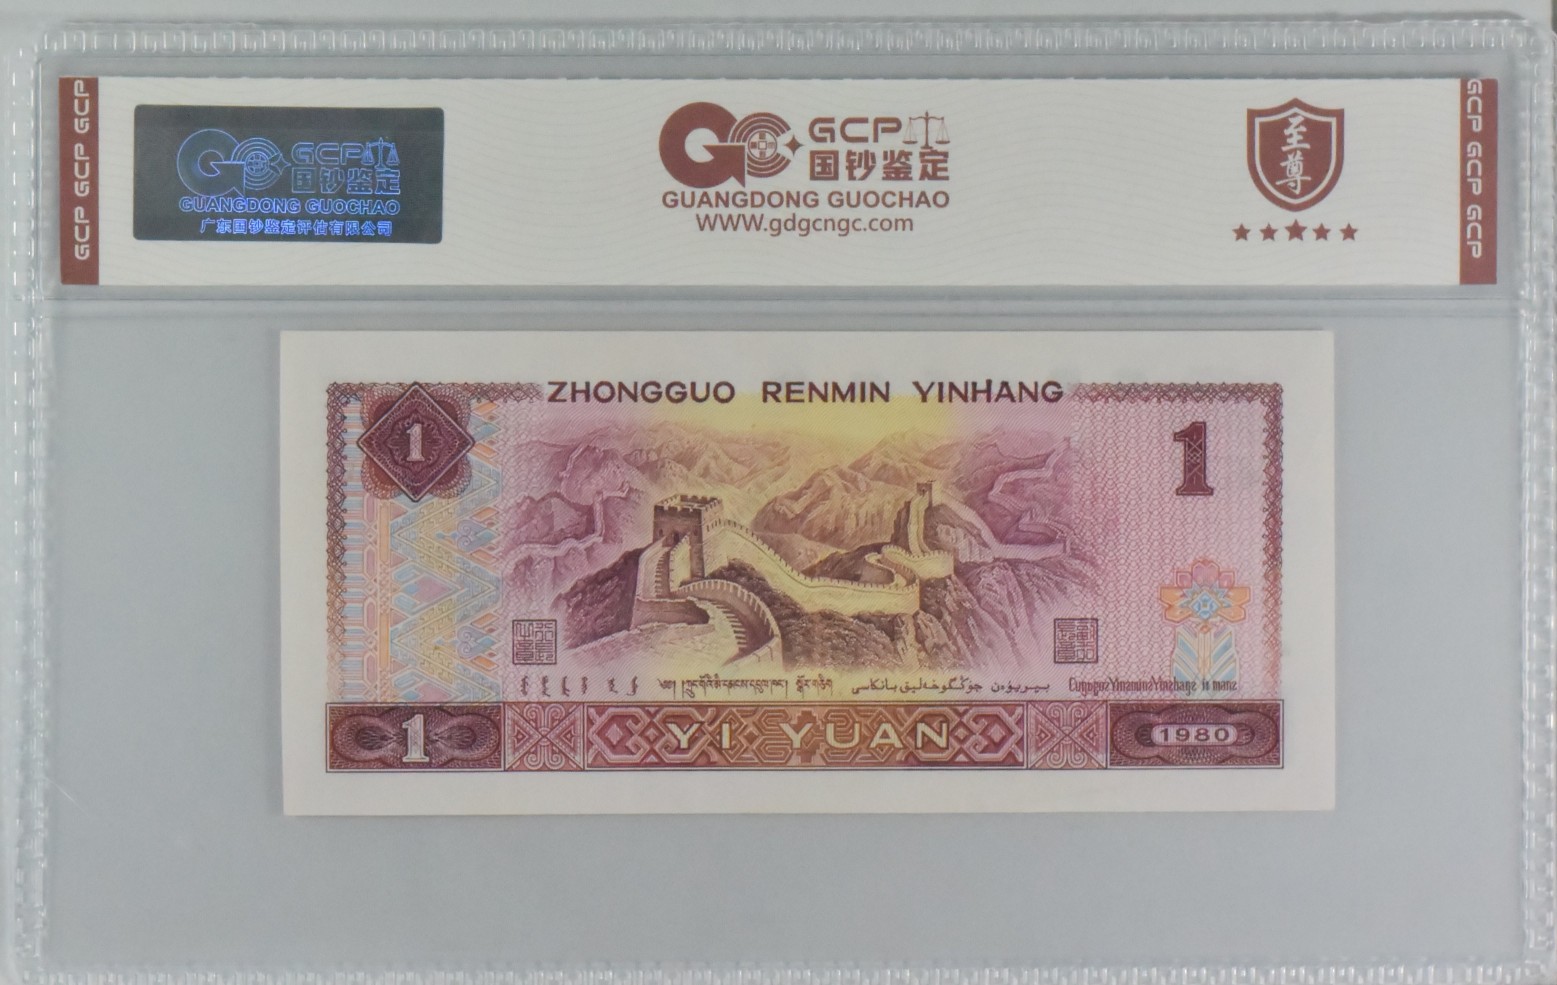 GCP GCP GCP
GCP 国钞鉴定
GUANGDONG GUOCHAO
广东国钞鉴定评估有限公司
GCP
国钞鉴定
GUANGDONG GUOCHAO
WWW.gdgcngc.com
至尊
GCP GCP GCP
ZHONGGUO RENMIN YINHANG
1
1
1
YI YUAN
1980